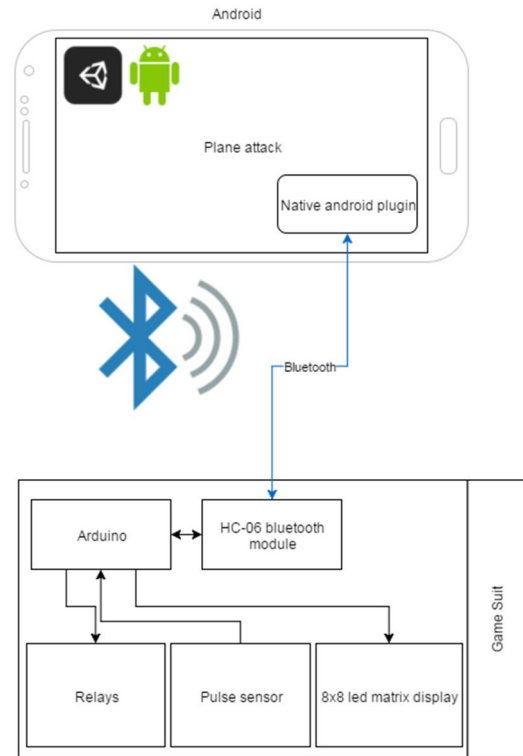 Android
Plane attack
Native android plugin
Bluetooth
Arduino
HC-06 bluetooth
module
Game Suit
Relays
Pulse sensor
8x8 led matrix display